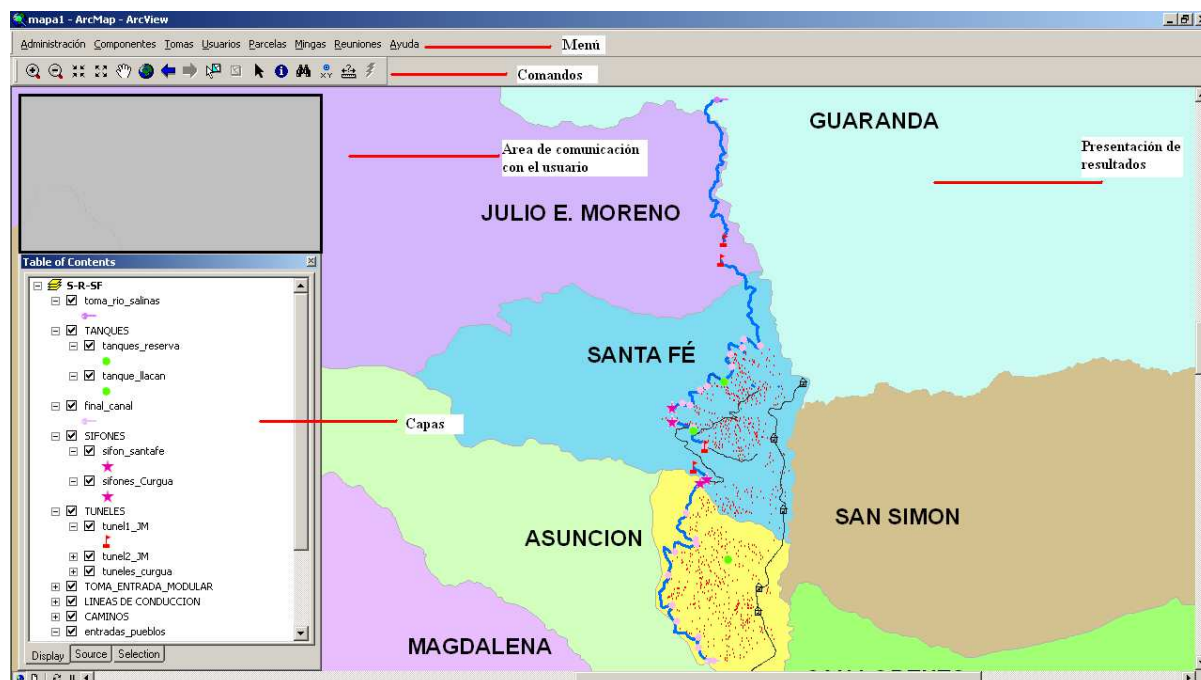 mapa1 - ArcMap - ArcView
Administración Componentes Tomas Usuarios Parcelas Mingas Reuniones Ayuda
Menú
XY
Comandos
GUARANDA
Area de comunicación
con el usuario
Presentación de
resultados
JULIO E. MORENO
Table of Contents
S-R-SF
toma_rio_salinas
TANQUES
tanques_reserva
tanque_llacan
final_canal
SIFONES
sifon_santafe
sifones_Curgua
TUNELES
tunel1_JM
tunel2_JM
tuneles_curgua
TOMA_ENTRADA_MODULAR
LINEAS DE CONDUCCION
CAMINOS
entradas_pueblos
Display Source Selection
SANTA FÉ
Capas
ASUNCION
SAN SIMON
MAGDALENA